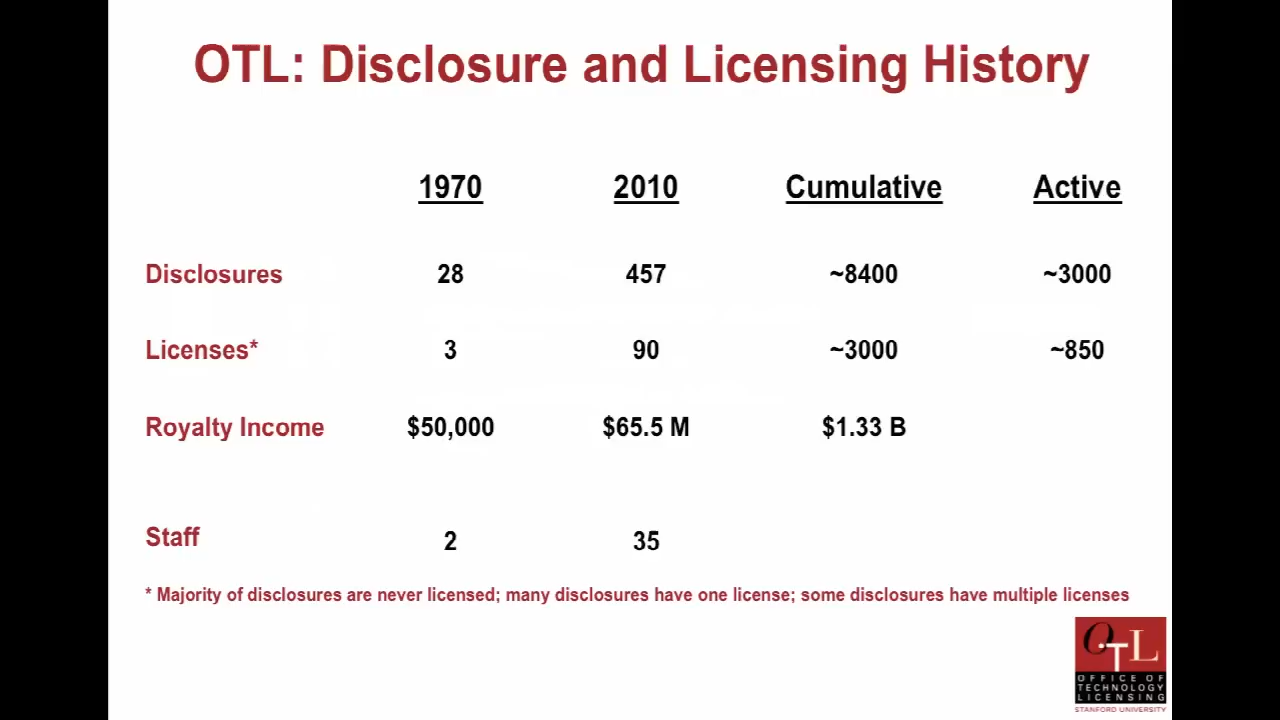 OTL: Disclosure and Licensing History
1970 2010 Cumulative Active
Disclosures 28 457 ~8400 ~3000
Licenses* 3 90 ~3000 ~850
Royalty Income $50,000 $65.5 M $1.33 B
Staff 2 35
* Majority of disclosures are never licensed; many disclosures have one license; some disclosures have multiple licenses
OTL
OFFICE OF
TECHNOLOGY
LICENSING
STANFORD UNIVERSITY